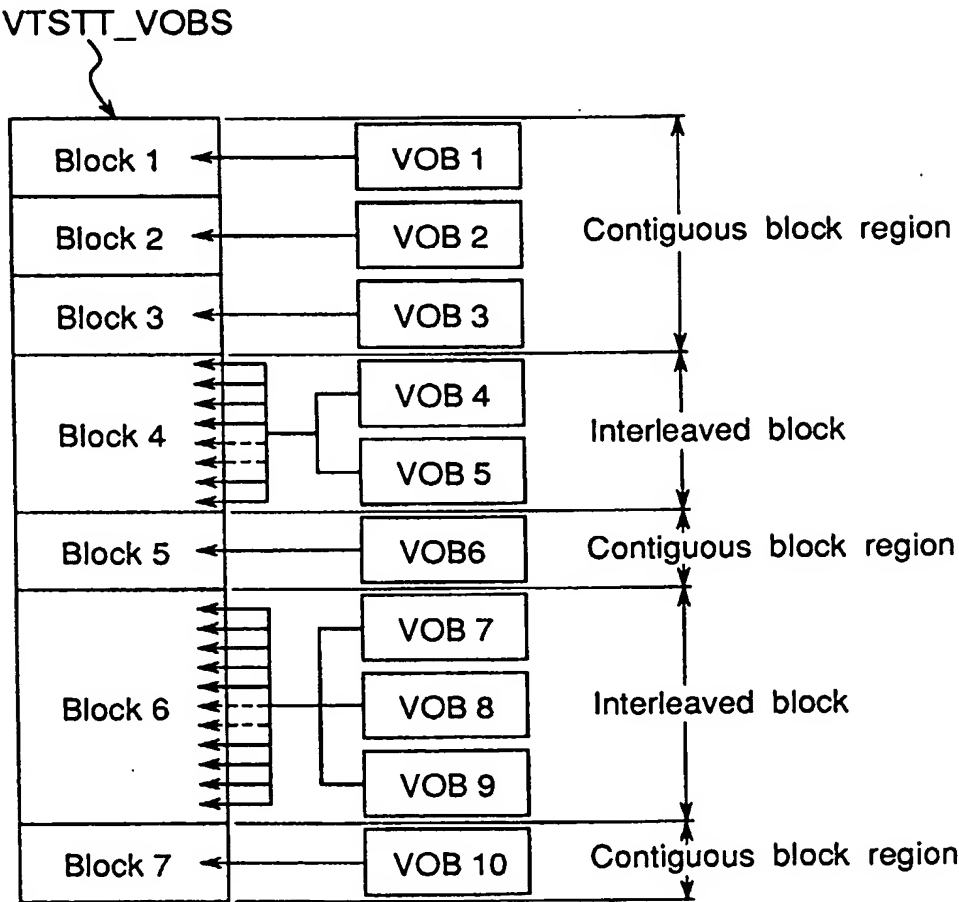 VTSTT_VOBS
Block 1
VOB 1
Block 2
VOB 2
Contiguous block region
Block 3
VOB 3
Block 4
VOB 4
VOB 5
Interleaved block
Block 5
VOB6
Contiguous block region
Block 6
VOB 7
VOB 8
VOB 9
Interleaved block
Block 7
VOB 10
Contiguous block region